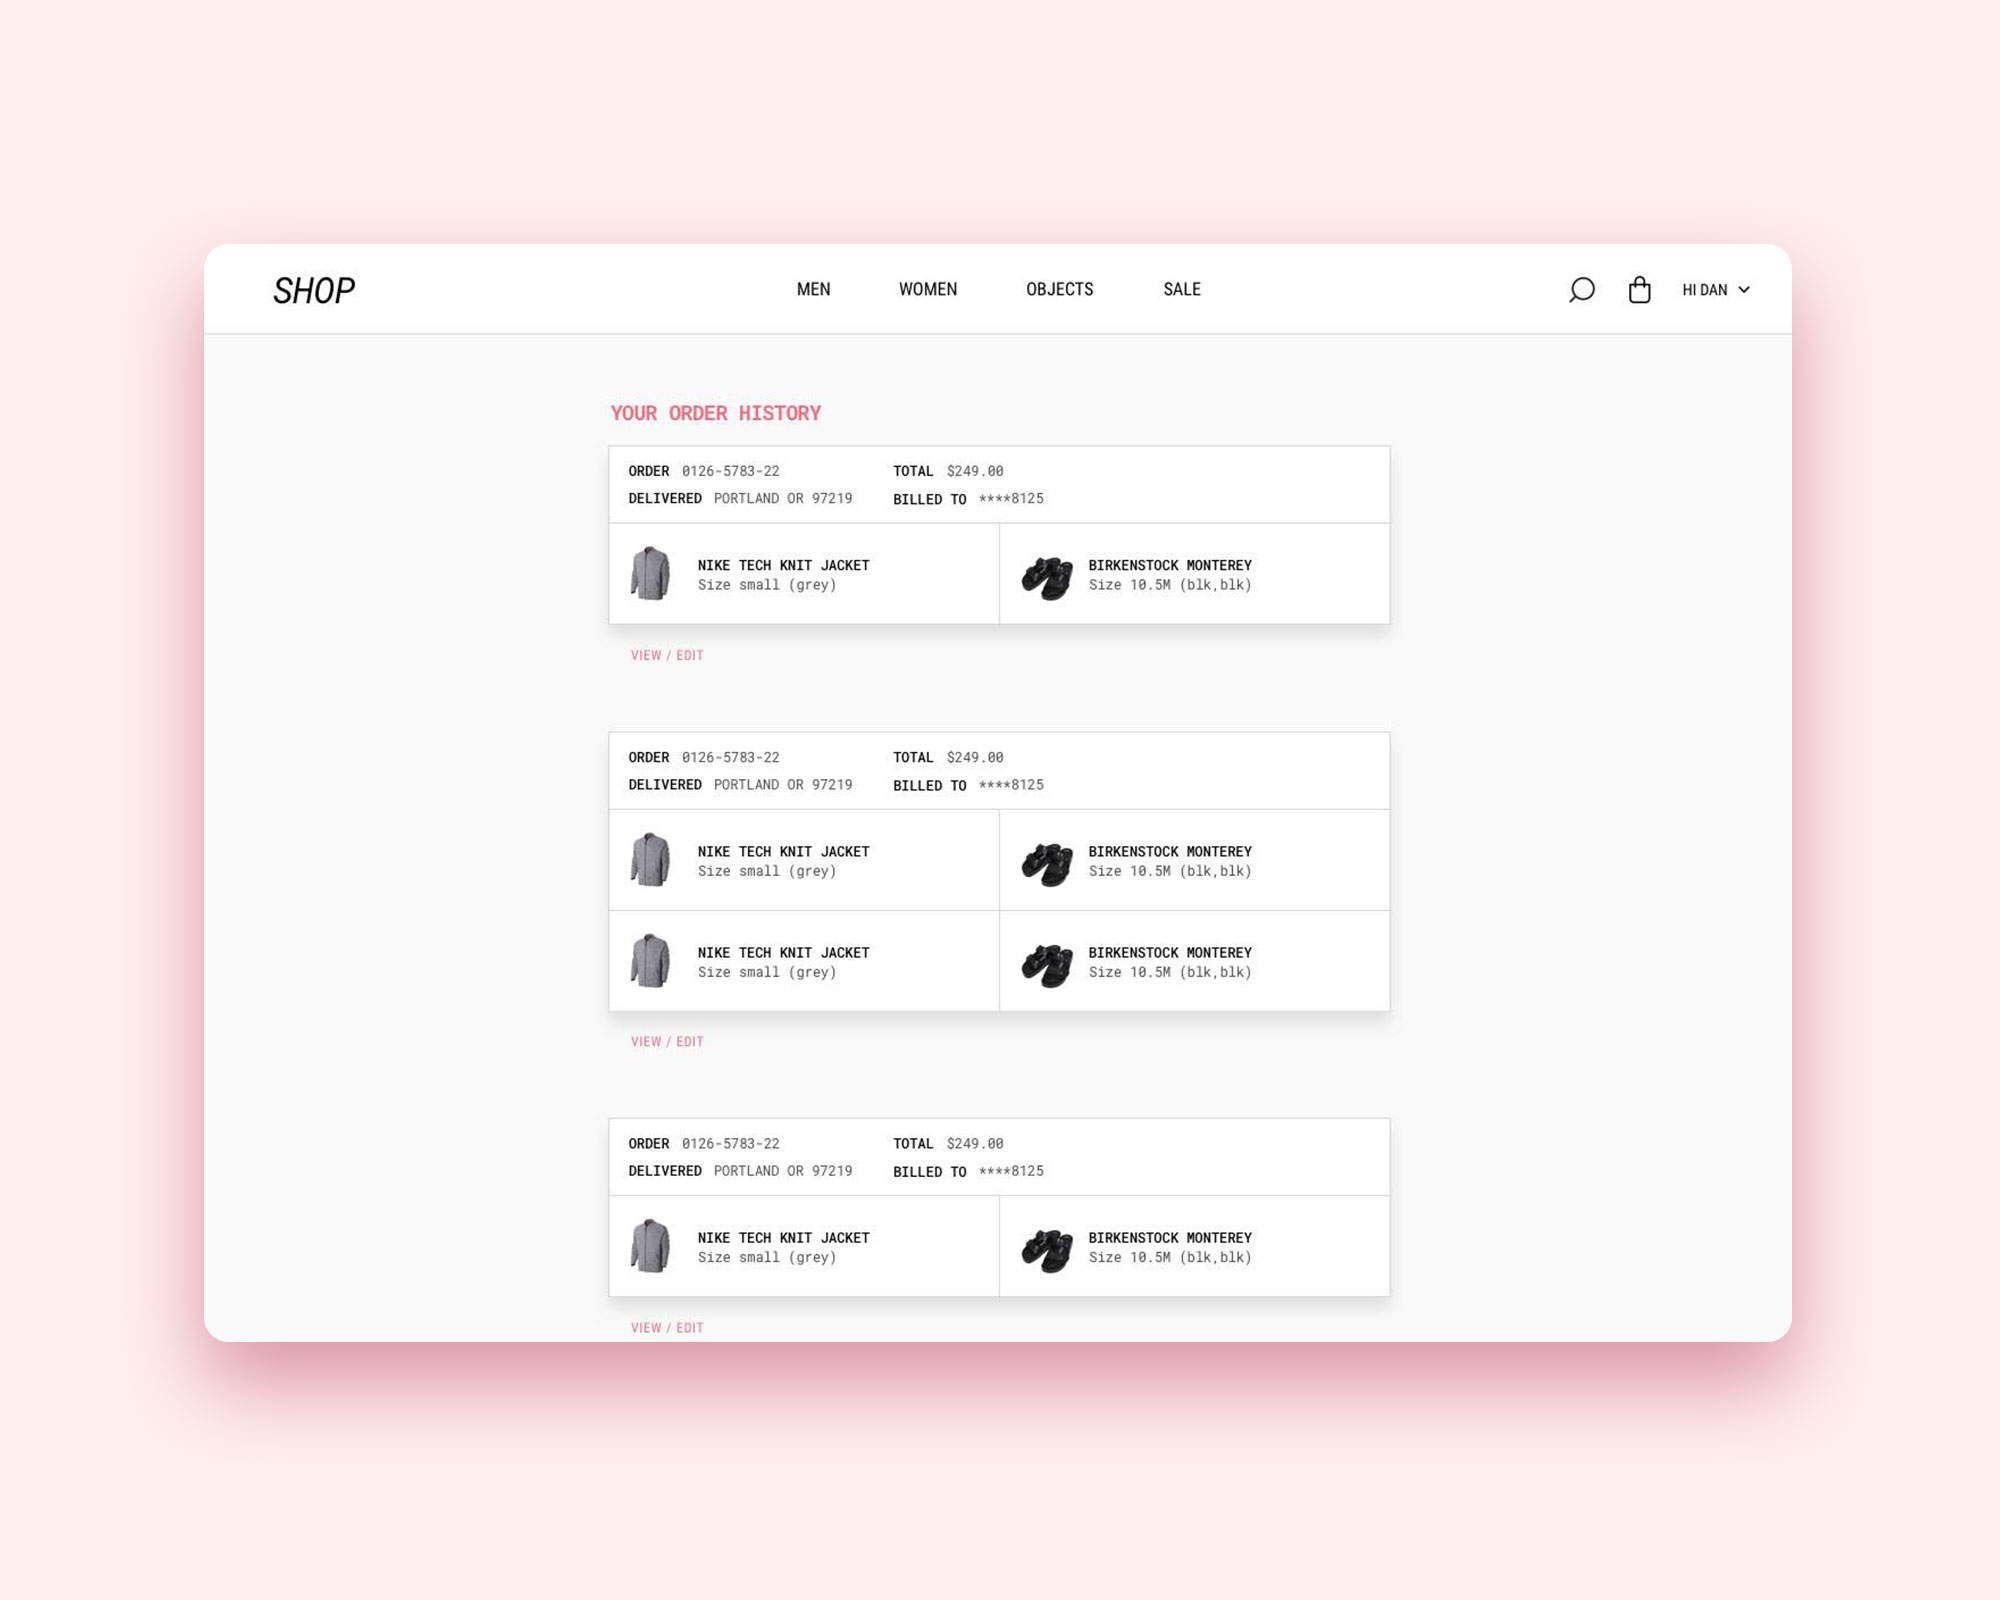 SHOP MEN WOMEN OBJECTS SALE HI DAN
YOUR ORDER HISTORY
ORDER 0126-5783-22 TOTAL $249.00
DELIVERED PORTLAND OR 97219 BILLED TO ****8125
NIKE TECH KNIT JACKET
Size small (grey)
BIRKENSTOCK MONTEREY
Size 10.5M (blk,blk)
VIEW / EDIT
ORDER 0126-5783-22 TOTAL $249.00
DELIVERED PORTLAND OR 97219 BILLED TO ****8125
NIKE TECH KNIT JACKET
Size small (grey)
BIRKENSTOCK MONTEREY
Size 10.5M (blk,blk)
NIKE TECH KNIT JACKET
Size small (grey)
BIRKENSTOCK MONTEREY
Size 10.5M (blk,blk)
VIEW / EDIT
ORDER 0126-5783-22 TOTAL $249.00
DELIVERED PORTLAND OR 97219 BILLED TO ****8125
NIKE TECH KNIT JACKET
Size small (grey)
BIRKENSTOCK MONTEREY
Size 10.5M (blk,blk)
VIEW / EDIT